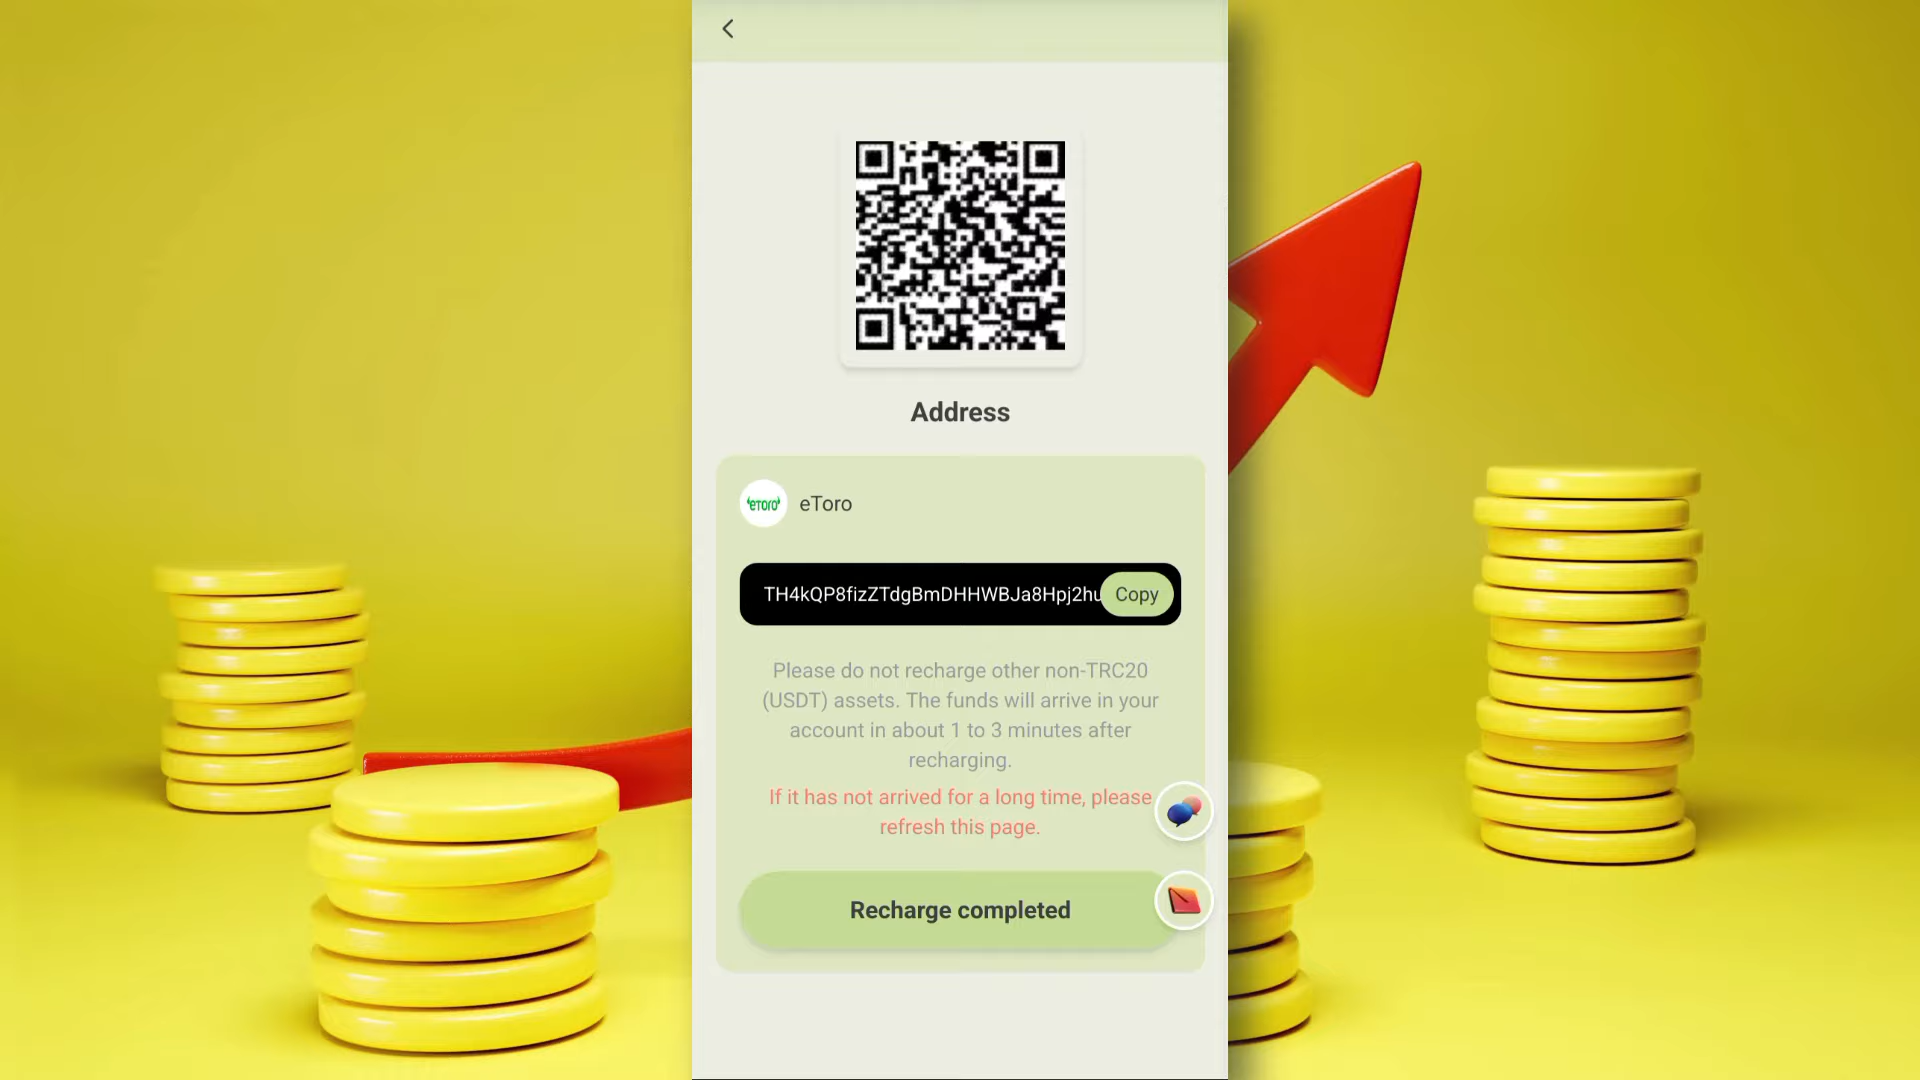 Address
eToro
eToro
TH4kQP8fizZTdgBmDHHWBJa8Hpj2hu
Copy
Please do not recharge other non-TRC20
(USDT) assets. The funds will arrive in your
account in about 1 to 3 minutes after
recharging.
If it has not arrived for a long time, please
refresh this page.
Recharge completed